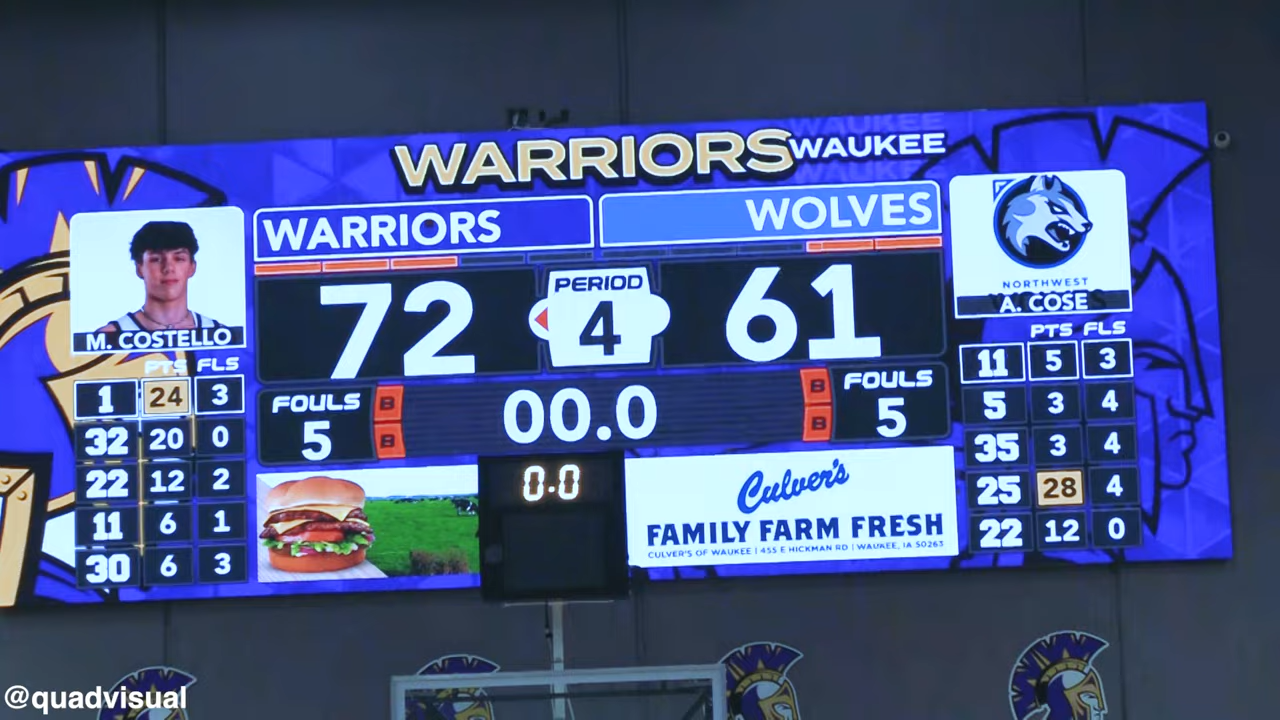 WAUKEE
WARRIORS WAUKEE
WAUKEE
WARRIORS WOLVES
NORTHWEST
M. COSTELLO
A. COSE
72
PERIOD
4
61
PTS FLS
1 24 3
32 20 0
22 12 2
11 6 1
30 6 3
FOULS
5
B
B
00.0
B
B
FOULS
5
PTS FLS
11 5 3
5 3 4
35 3 4
25 28 4
22 12 0
0.0
Culver's
FAMILY FARM FRESH
CULVER'S OF WAUKEE | 455 E HICKMAN RD | WAUKEE, IA 50263
@quadvisual